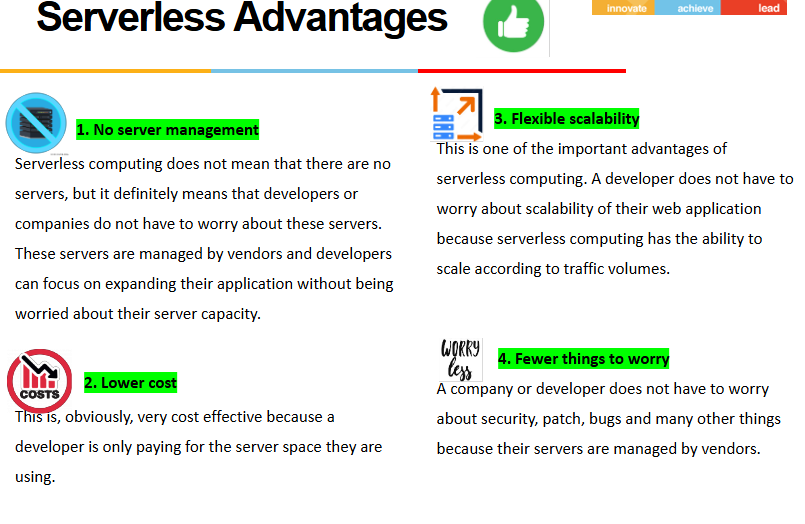 Serverless Advantages
innovate achieve lead
1. No server management
Serverless computing does not mean that there are no
servers, but it definitely means that developers or
companies do not have to worry about these servers.
These servers are managed by vendors and developers
can focus on expanding their application without being
worried about their server capacity.
COSTS
2. Lower cost
This is, obviously, very cost effective because a
developer is only paying for the server space they are
using.
3. Flexible scalability
This is one of the important advantages of
serverless computing. A developer does not have to
worry about scalability of their web application
because serverless computing has the ability to
scale according to traffic volumes.
WORRY
less
4. Fewer things to worry
A company or developer does not have to worry
about security, patch, bugs and many other things
because their servers are managed by vendors.